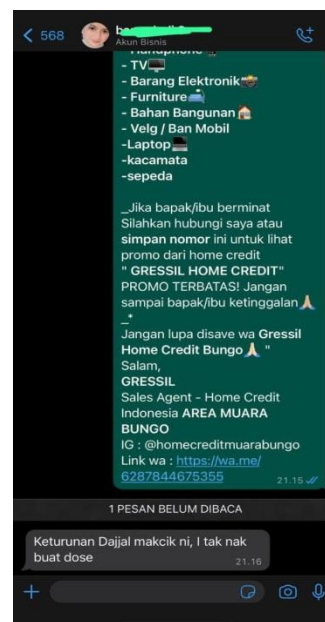 568
Akun Bisnis
- TV
- Barang Elektronik
- Furniture
- Bahan Bangunan
- Velg / Ban Mobil
-Laptop
-kacamata
-sepeda
_Jika bapak/ibu berminat
Silahkan hubungi saya atau
simpan nomor ini untuk lihat
promo dari home credit
" GRESSIL HOME CREDIT"
PROMO TERBATAS! Jangan
sampai bapak/ibu ketinggalan
_*
Jangan lupa disave wa Gressil
Home Credit Bungo "
Salam,
GRESSIL
Sales Agent - Home Credit
Indonesia AREA MUARA
BUNGO
IG : @homecreditmuarabungo
Link wa : https://wa.me/
6287844675355 21.15
1 PESAN BELUM DIBACA
Keturunan Dajjal makcik ni, I tak nak
buat dose 21.16